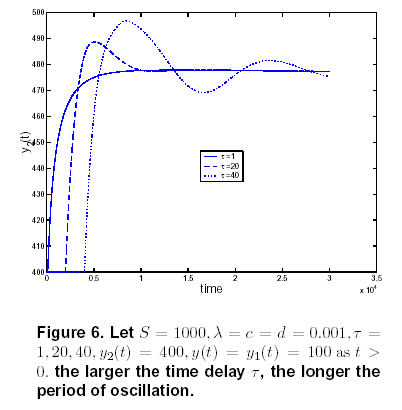 500
490
480
470
460
450
440
430
420
410
400
y₂(t)
τ=1
τ=20
τ=40
0
0.5
1
1.5
2
2.5
3
3.5
time
x 10⁴
Figure 6. Let S = 1000, λ = c = d = 0.001, τ =
1, 20, 40, y₂(t) = 400, y(t) = y₁(t) = 100 as t >
0. the larger the time delay τ, the longer the
period of oscillation.